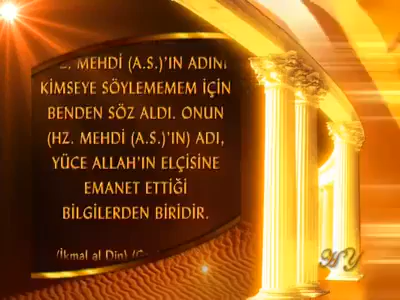 MEHDİ (A.S.)'IN ADINI
KİMSEYE SÖYLEMEMEM İÇİN
BENDEN SÖZ ALDI. ONUN
(HZ. MEHDİ (A.S.)'IN) ADI,
YÜCE ALLAH'IN ELÇİSİNE
EMANET ETTİĞİ
BİLGİLERDEN BİRİDİR.
(İkmal al Din)